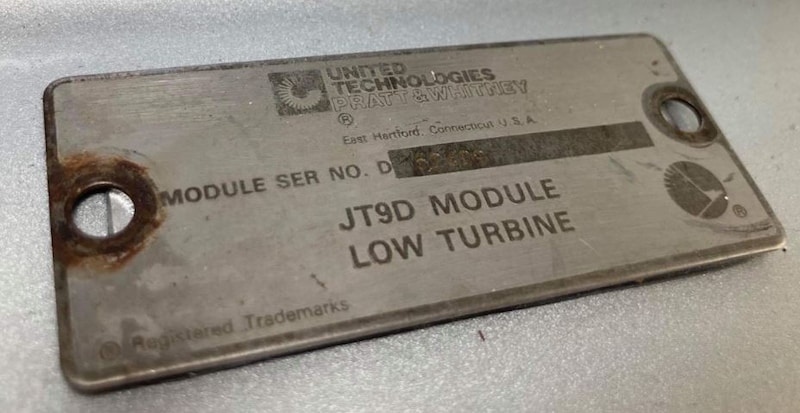 UNITED
TECHNOLOGIES
PRATT & WHITNEY
®
East Hartford, Connecticut U.S.A.
MODULE SER NO. D
JT9D MODULE
LOW TURBINE
®
® Registered Trademarks